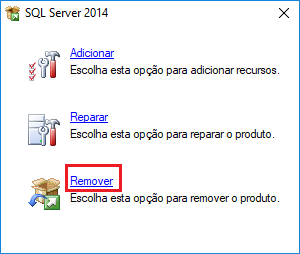 SQL Server 2014
Adicionar
Escolha esta opção para adicionar recursos.
Reparar
Escolha esta opção para reparar o produto.
Remover
Escolha esta opção para remover o produto.